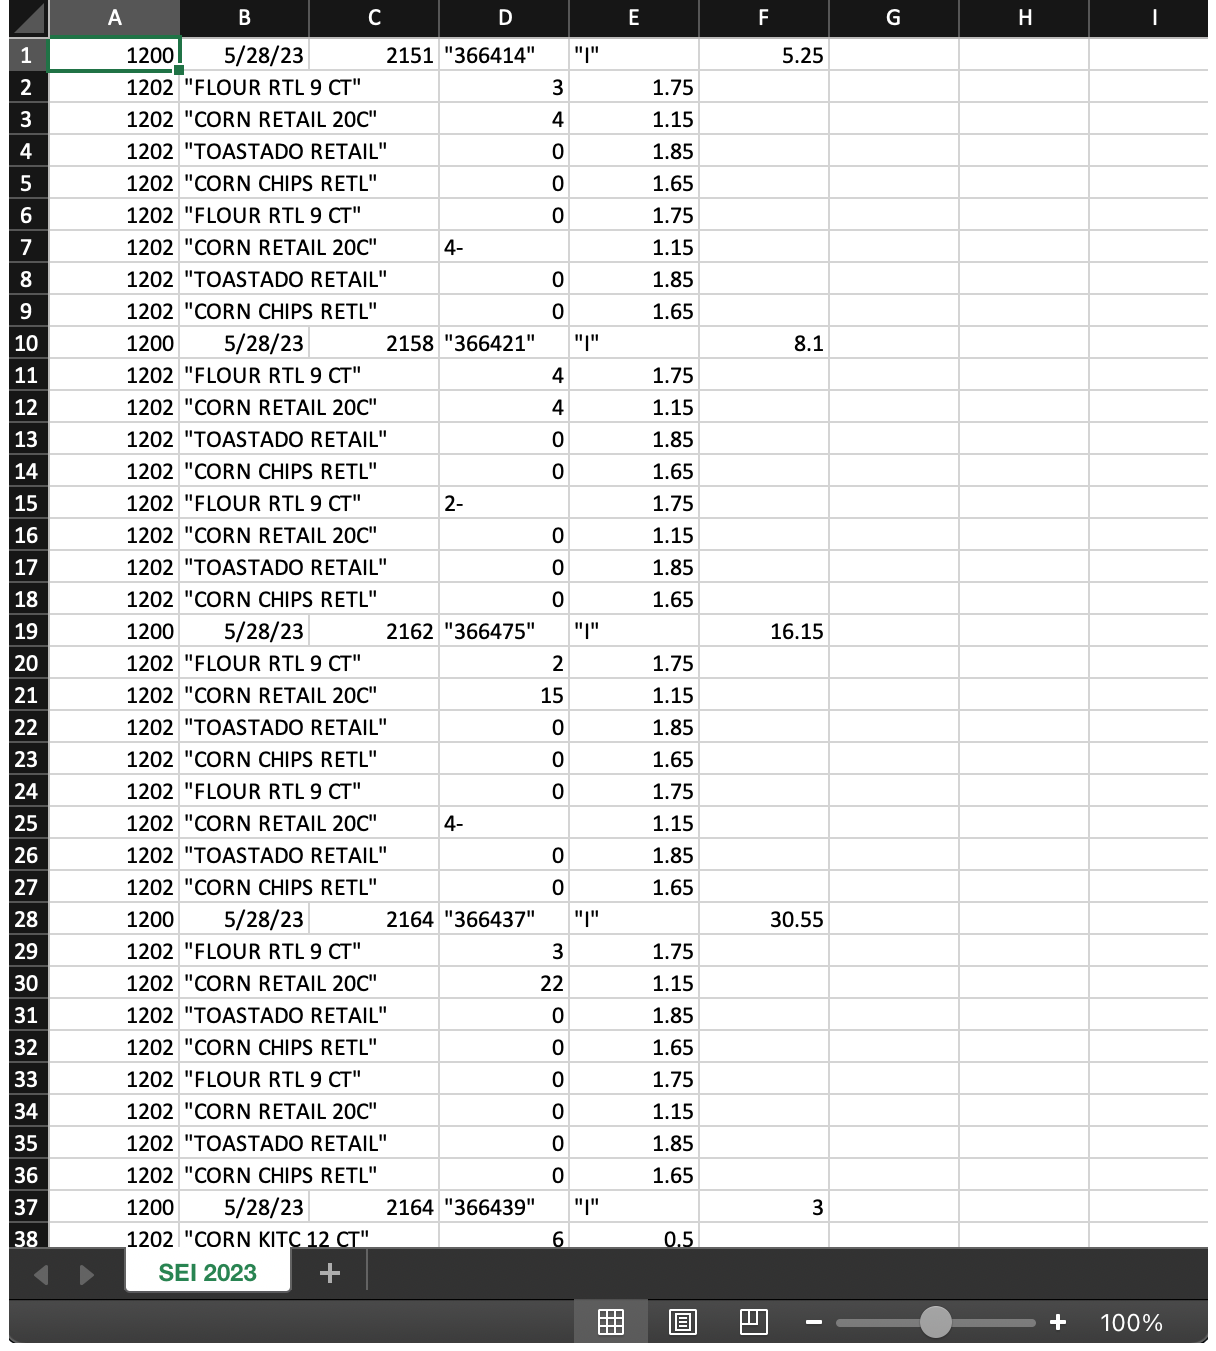 A B C D E F G H I
1 1200 5/28/23 2151 "366414" "I" 5.25
2 1202 "FLOUR RTL 9 CT" 3 1.75
3 1202 "CORN RETAIL 20C" 4 1.15
4 1202 "TOASTADO RETAIL" 0 1.85
5 1202 "CORN CHIPS RETL" 0 1.65
6 1202 "FLOUR RTL 9 CT" 0 1.75
7 1202 "CORN RETAIL 20C" 4- 1.15
8 1202 "TOASTADO RETAIL" 0 1.85
9 1202 "CORN CHIPS RETL" 0 1.65
10 1200 5/28/23 2158 "366421" "I" 8.1
11 1202 "FLOUR RTL 9 CT" 4 1.75
12 1202 "CORN RETAIL 20C" 4 1.15
13 1202 "TOASTADO RETAIL" 0 1.85
14 1202 "CORN CHIPS RETL" 0 1.65
15 1202 "FLOUR RTL 9 CT" 2- 1.75
16 1202 "CORN RETAIL 20C" 0 1.15
17 1202 "TOASTADO RETAIL" 0 1.85
18 1202 "CORN CHIPS RETL" 0 1.65
19 1200 5/28/23 2162 "366475" "I" 16.15
20 1202 "FLOUR RTL 9 CT" 2 1.75
21 1202 "CORN RETAIL 20C" 15 1.15
22 1202 "TOASTADO RETAIL" 0 1.85
23 1202 "CORN CHIPS RETL" 0 1.65
24 1202 "FLOUR RTL 9 CT" 0 1.75
25 1202 "CORN RETAIL 20C" 4- 1.15
26 1202 "TOASTADO RETAIL" 0 1.85
27 1202 "CORN CHIPS RETL" 0 1.65
28 1200 5/28/23 2164 "366437" "I" 30.55
29 1202 "FLOUR RTL 9 CT" 3 1.75
30 1202 "CORN RETAIL 20C" 22 1.15
31 1202 "TOASTADO RETAIL" 0 1.85
32 1202 "CORN CHIPS RETL" 0 1.65
33 1202 "FLOUR RTL 9 CT" 0 1.75
34 1202 "CORN RETAIL 20C" 0 1.15
35 1202 "TOASTADO RETAIL" 0 1.85
36 1202 "CORN CHIPS RETL" 0 1.65
37 1200 5/28/23 2164 "366439" "I" 3
38 1202 "CORN KITC 12 CT" 6 0.5
SEI 2023 +
− + 100%